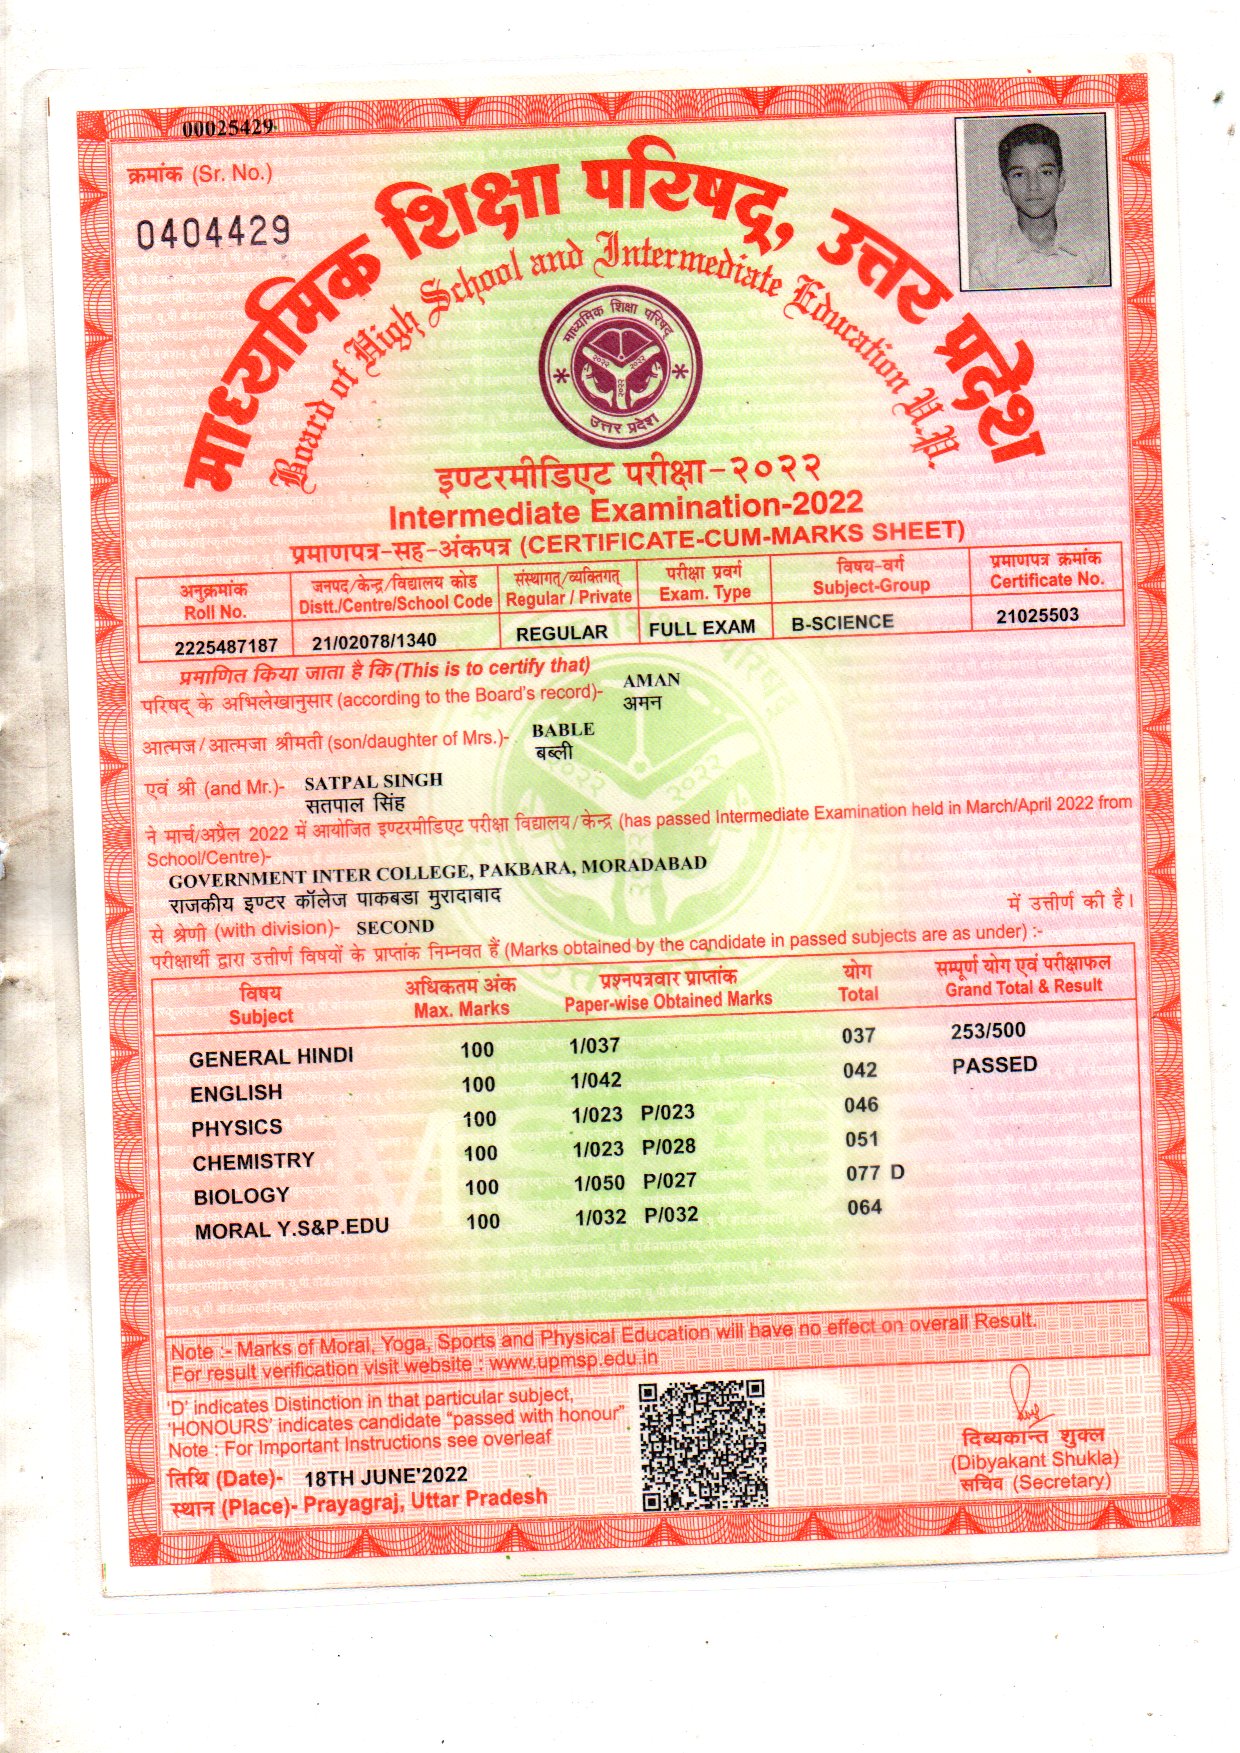 00025429
क्रमांक (Sr. No.)
0404429
माध्यमिक शिक्षा परिषद्, उत्तर प्रदेश
Board of High School and Intermediate Education U.P.
माध्यमिक शिक्षा परिषद्
२०२२ २०२२
२०२२
उत्तर प्रदेश
इण्टरमीडिएट परीक्षा-२०२२
Intermediate Examination-2022
प्रमाणपत्र-सह-अंकपत्र (CERTIFICATE-CUM-MARKS SHEET)
अनुक्रमांक जनपद/केन्द्र/विद्यालय कोड संस्थागत्/व्यक्तिगत् परीक्षा प्रवर्ग विषय-वर्ग प्रमाणपत्र क्रमांक
Roll No. Distt./Centre/School Code Regular / Private Exam. Type Subject-Group Certificate No.
2225487187 21/02078/1340 REGULAR FULL EXAM B-SCIENCE 21025503
प्रमाणित किया जाता है कि (This is to certify that)
परिषद् के अभिलेखानुसार (according to the Board's record)- AMAN
अमन
आत्मज/आत्मजा श्रीमती (son/daughter of Mrs.)- BABLE
बब्ली
एवं श्री (and Mr.)- SATPAL SINGH
सतपाल सिंह
ने मार्च/अप्रैल 2022 में आयोजित इण्टरमीडिएट परीक्षा विद्यालय/केन्द्र (has passed Intermediate Examination held in March/April 2022 from
School/Centre)-
GOVERNMENT INTER COLLEGE, PAKBARA, MORADABAD
राजकीय इण्टर कॉलेज पाकबडा मुरादाबाद
में उत्तीर्ण की है।
से श्रेणी (with division)- SECOND
परीक्षार्थी द्वारा उत्तीर्ण विषयों के प्राप्तांक निम्नवत हैं (Marks obtained by the candidate in passed subjects are as under) :-
विषय अधिकतम अंक प्रश्नपत्रवार प्राप्तांक योग सम्पूर्ण योग एवं परीक्षाफल
Subject Max. Marks Paper-wise Obtained Marks Total Grand Total & Result
GENERAL HINDI 100 1/037 037 253/500
ENGLISH 100 1/042 042 PASSED
PHYSICS 100 1/023 P/023 046
CHEMISTRY 100 1/023 P/028 051
BIOLOGY 100 1/050 P/027 077 D
MORAL Y.S&P.EDU 100 1/032 P/032 064
Note :- Marks of Moral, Yoga, Sports and Physical Education will have no effect on overall Result.
For result verification visit website : www.upmsp.edu.in
'D' indicates Distinction in that particular subject,
'HONOURS' indicates candidate "passed with honour"
Note : For Important Instructions see overleaf
तिथि (Date)- 18TH JUNE'2022
स्थान (Place)- Prayagraj, Uttar Pradesh
दिब्यकान्त शुक्ल
(Dibyakant Shukla)
सचिव (Secretary)